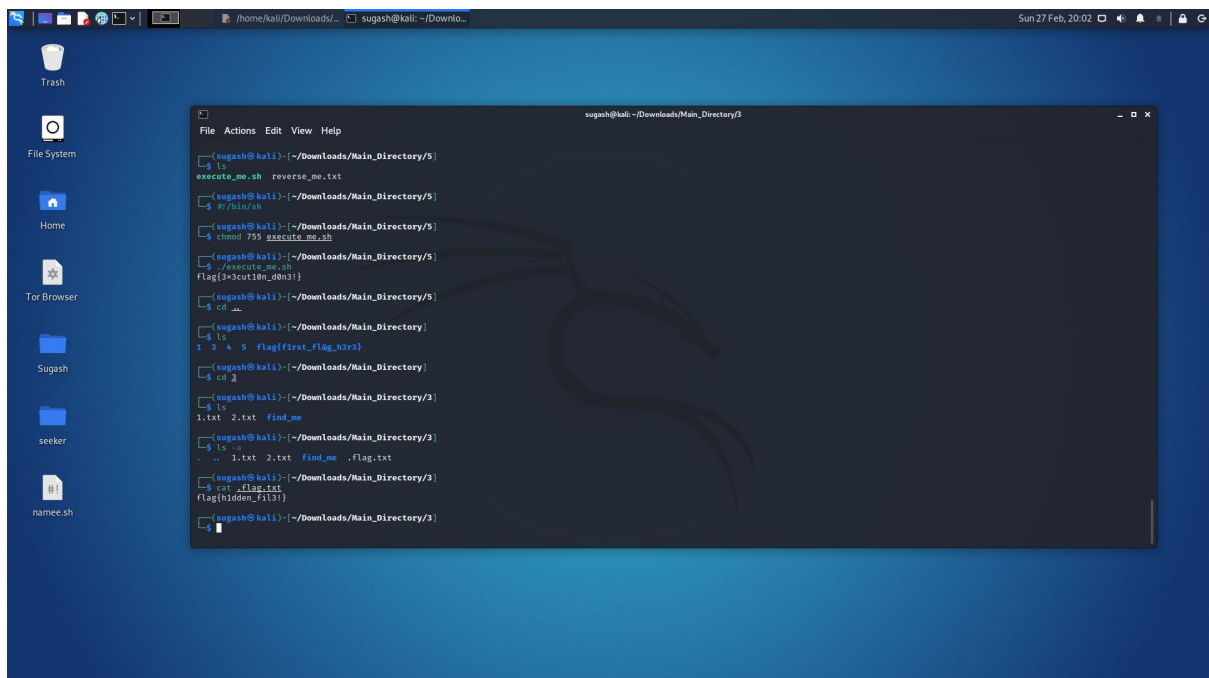 /home/kali/Downloads/... sugash@kali: ~/Downlo... Sun 27 Feb, 20:02
Trash
File System
Home
Tor Browser
Sugash
seeker
#!
namee.sh
sugash@kali: ~/Downloads/Main_Directory/3
File Actions Edit View Help
┌──(sugash㉿kali)-[~/Downloads/Main_Directory/5]
└─$ ls
execute_me.sh reverse_me.txt
┌──(sugash㉿kali)-[~/Downloads/Main_Directory/5]
└─$ #!/bin/sh
┌──(sugash㉿kali)-[~/Downloads/Main_Directory/5]
└─$ chmod 755 execute_me.sh
┌──(sugash㉿kali)-[~/Downloads/Main_Directory/5]
└─$ ./execute_me.sh
flag{3×3cut10n_d0n3!}
┌──(sugash㉿kali)-[~/Downloads/Main_Directory/5]
└─$ cd ..
┌──(sugash㉿kali)-[~/Downloads/Main_Directory]
└─$ ls
1 3 4 5 flag{f1rst_fl@g_h3r3}
┌──(sugash㉿kali)-[~/Downloads/Main_Directory]
└─$ cd 3
┌──(sugash㉿kali)-[~/Downloads/Main_Directory/3]
└─$ ls
1.txt 2.txt find_me
┌──(sugash㉿kali)-[~/Downloads/Main_Directory/3]
└─$ ls -a
. .. 1.txt 2.txt find_me .flag.txt
┌──(sugash㉿kali)-[~/Downloads/Main_Directory/3]
└─$ cat .flag.txt
flag{h1dden_fil3!}
┌──(sugash㉿kali)-[~/Downloads/Main_Directory/3]
└─$